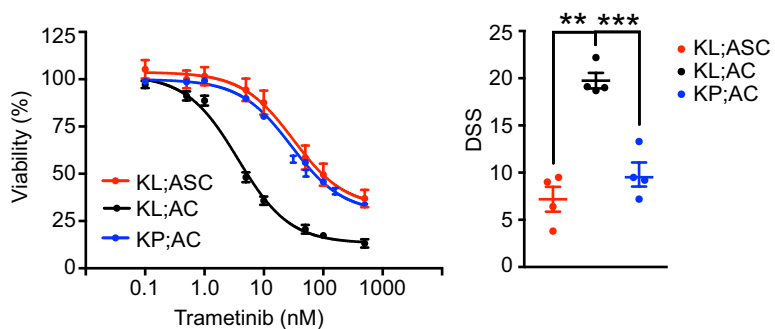 125
100
75
50
25
0
Viability (%)
KL;ASC
KL;AC
KP;AC
0.1
1.0
10
100
1000
Trametinib (nM)
** ***
25
20
15
10
5
0
DSS
KL;ASC
KL;AC
KP;AC